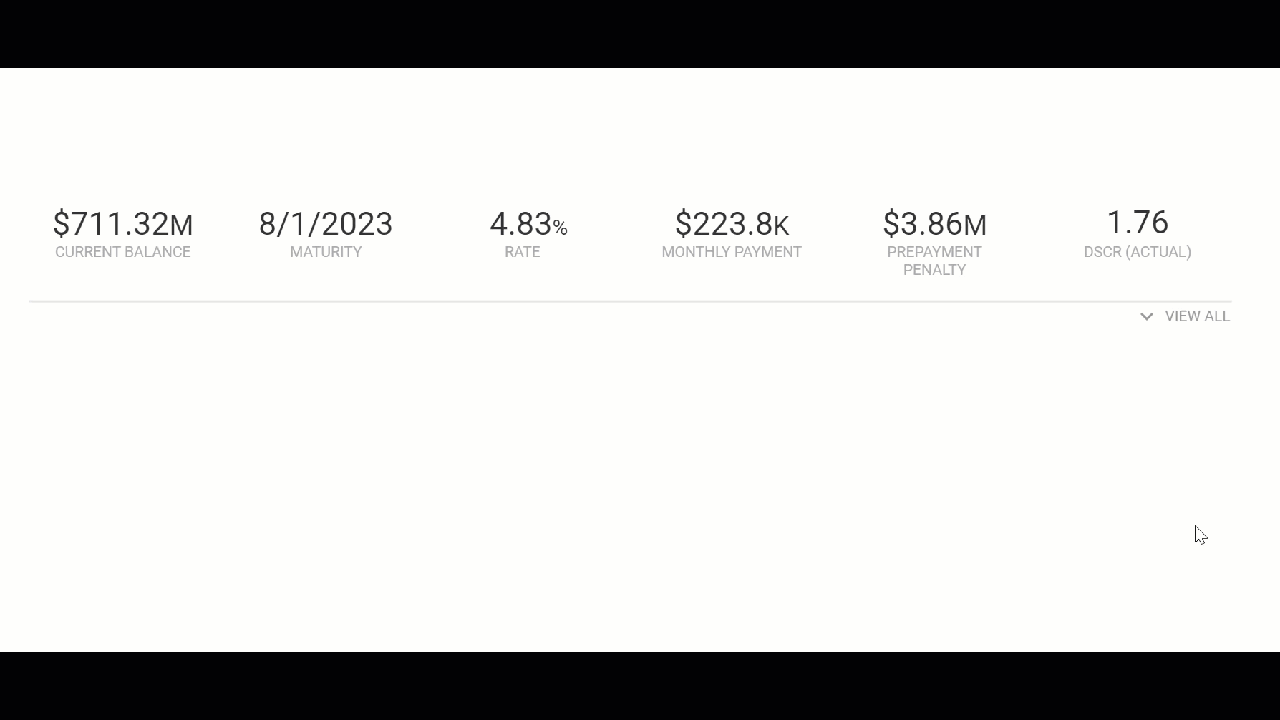 $711.32M 8/1/2023 4.83% $223.8K $3.86M 1.76
CURRENT BALANCE MATURITY RATE MONTHLY PAYMENT PREPAYMENT DSCR (ACTUAL)
PENALTY
VIEW ALL